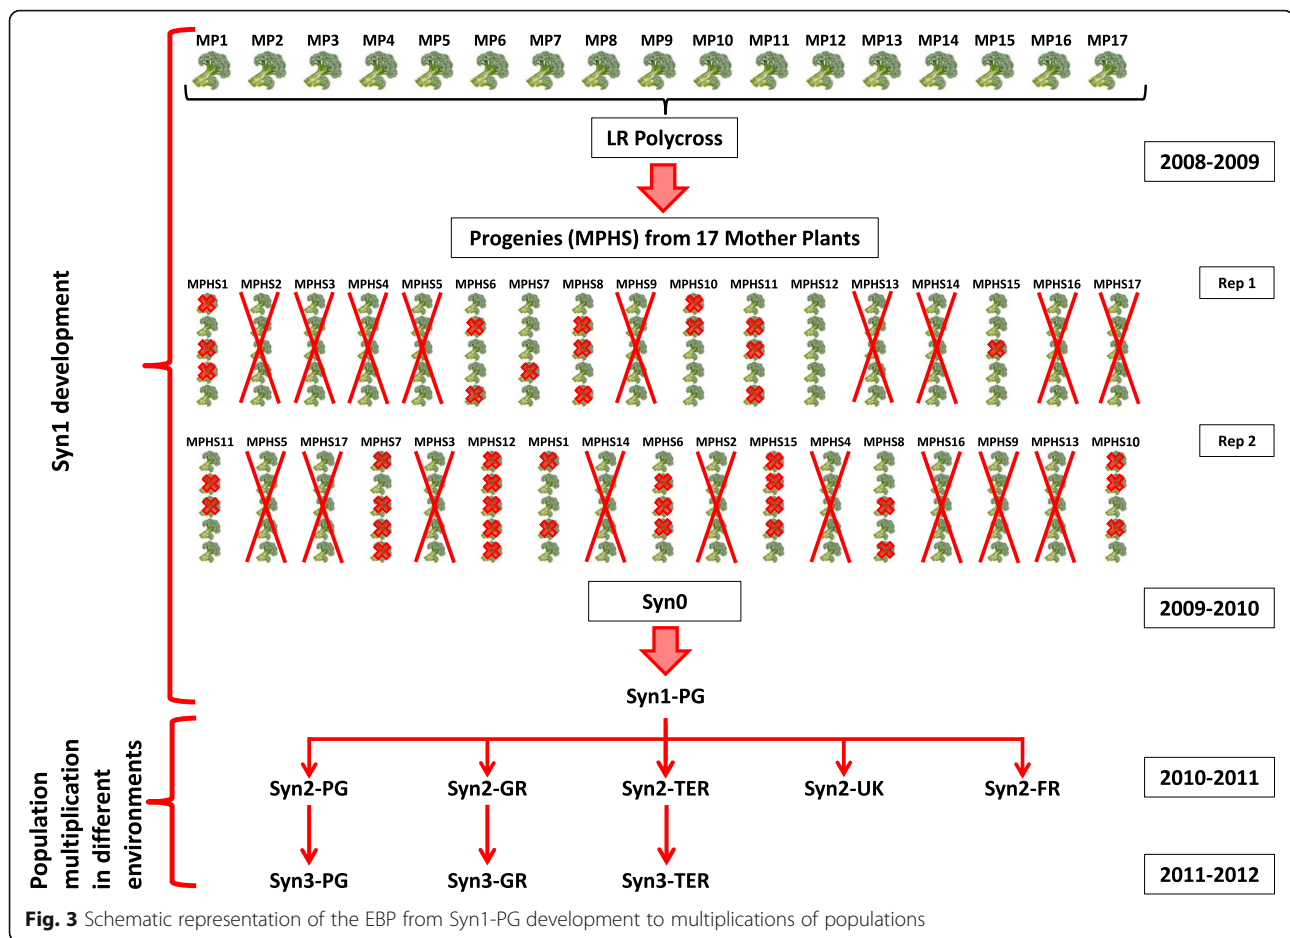 MP1 MP2 MP3 MP4 MP5 MP6 MP7 MP8 MP9 MP10 MP11 MP12 MP13 MP14 MP15 MP16 MP17
LR Polycross
2008-2009
Progenies (MPHS) from 17 Mother Plants
Syn1 development
Rep 1
MPHS1 MPHS2 MPHS3 MPHS4 MPHS5 MPHS6 MPHS7 MPHS8 MPHS9 MPHS10 MPHS11 MPHS12 MPHS13 MPHS14 MPHS15 MPHS16 MPHS17
Rep 2
MPHS11 MPHS5 MPHS17 MPHS7 MPHS3 MPHS12 MPHS1 MPHS14 MPHS6 MPHS2 MPHS15 MPHS4 MPHS8 MPHS16 MPHS9 MPHS13 MPHS10
Syn0
2009-2010
Syn1-PG
Population
multiplication
in different
environments
Syn2-PG Syn2-GR Syn2-TER Syn2-UK Syn2-FR
2010-2011
Syn3-PG Syn3-GR Syn3-TER
2011-2012
Fig. 3 Schematic representation of the EBP from Syn1-PG development to multiplications of populations